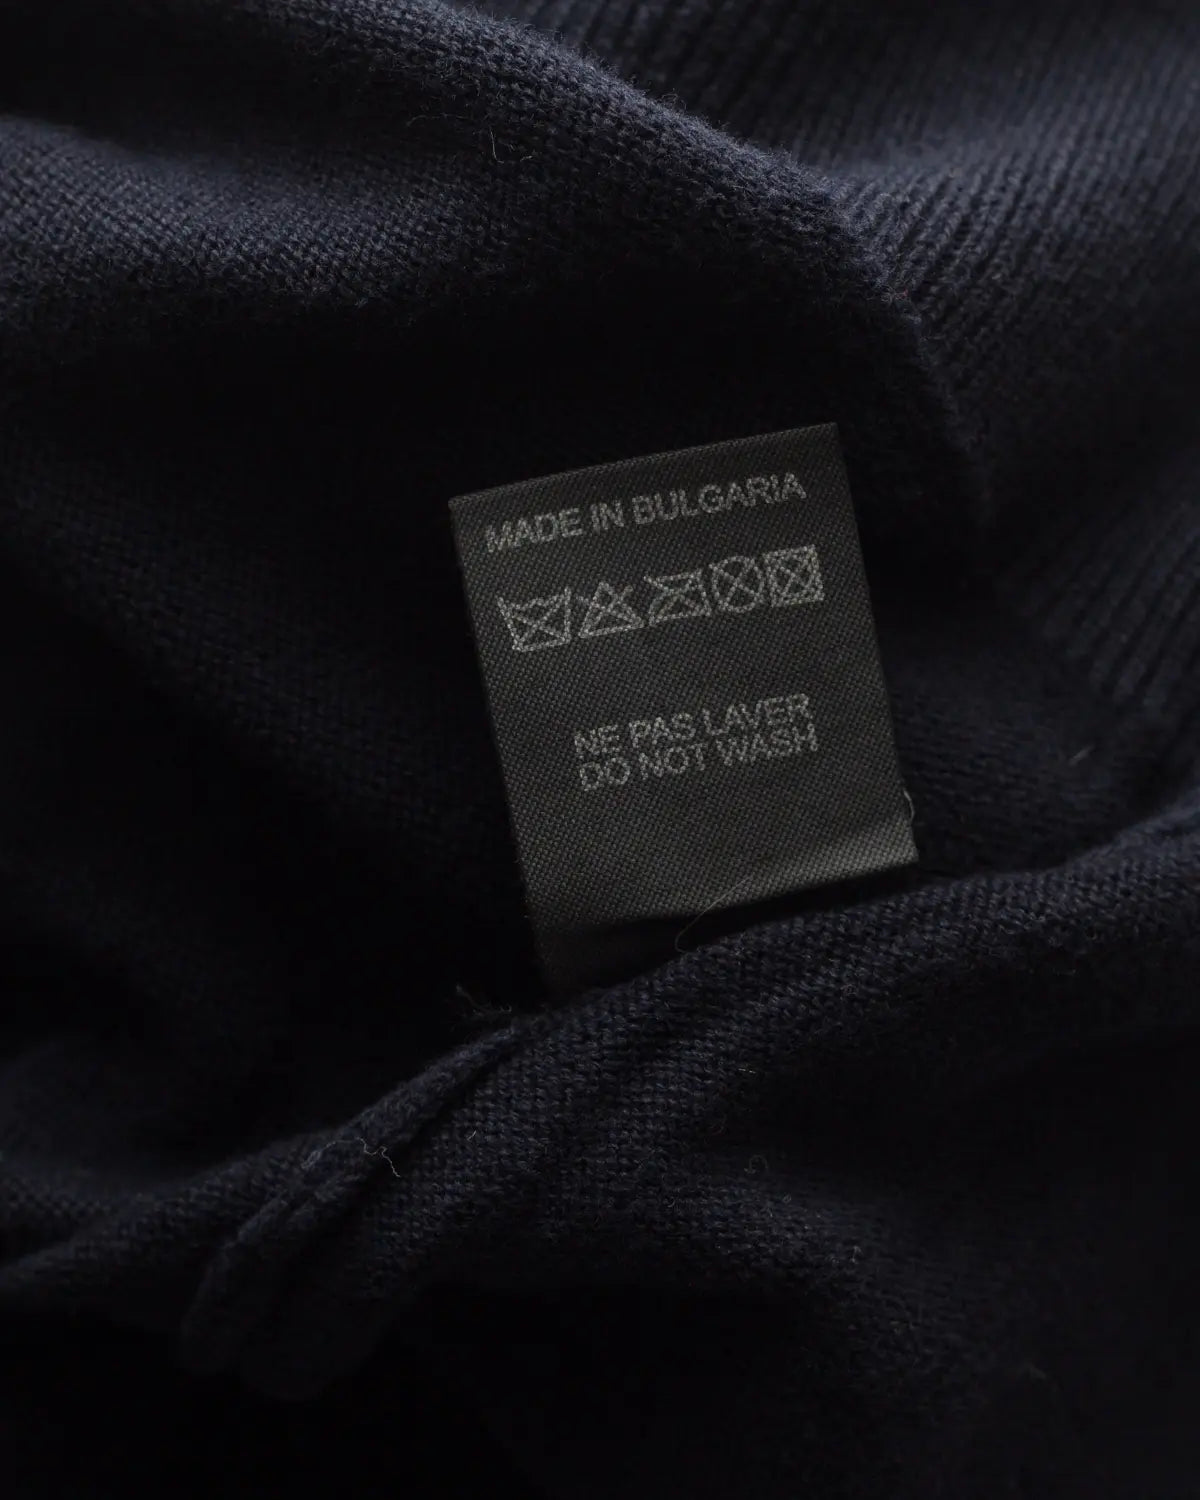 MADE IN BULGARIA
NE PAS LAVER
DO NOT WASH